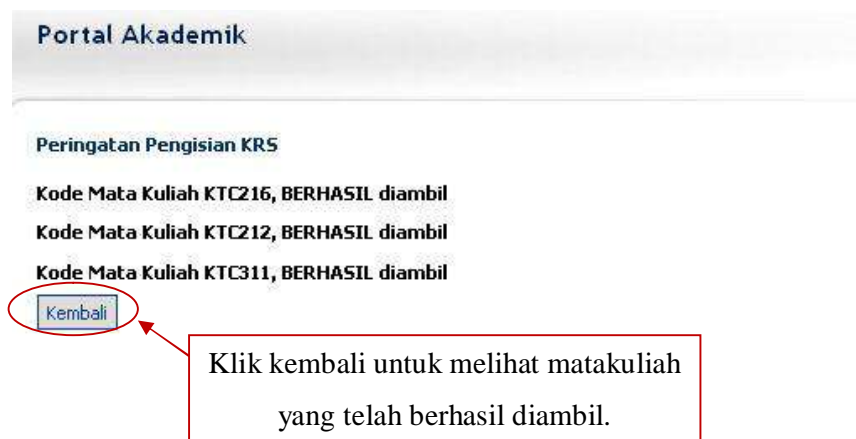 Portal Akademik
Peringatan Pengisian KRS
Kode Mata Kuliah KTC216, BERHASIL diambil
Kode Mata Kuliah KTC212, BERHASIL diambil
Kode Mata Kuliah KTC311, BERHASIL diambil
Kembali
Klik kembali untuk melihat matakuliah
yang telah berhasil diambil.